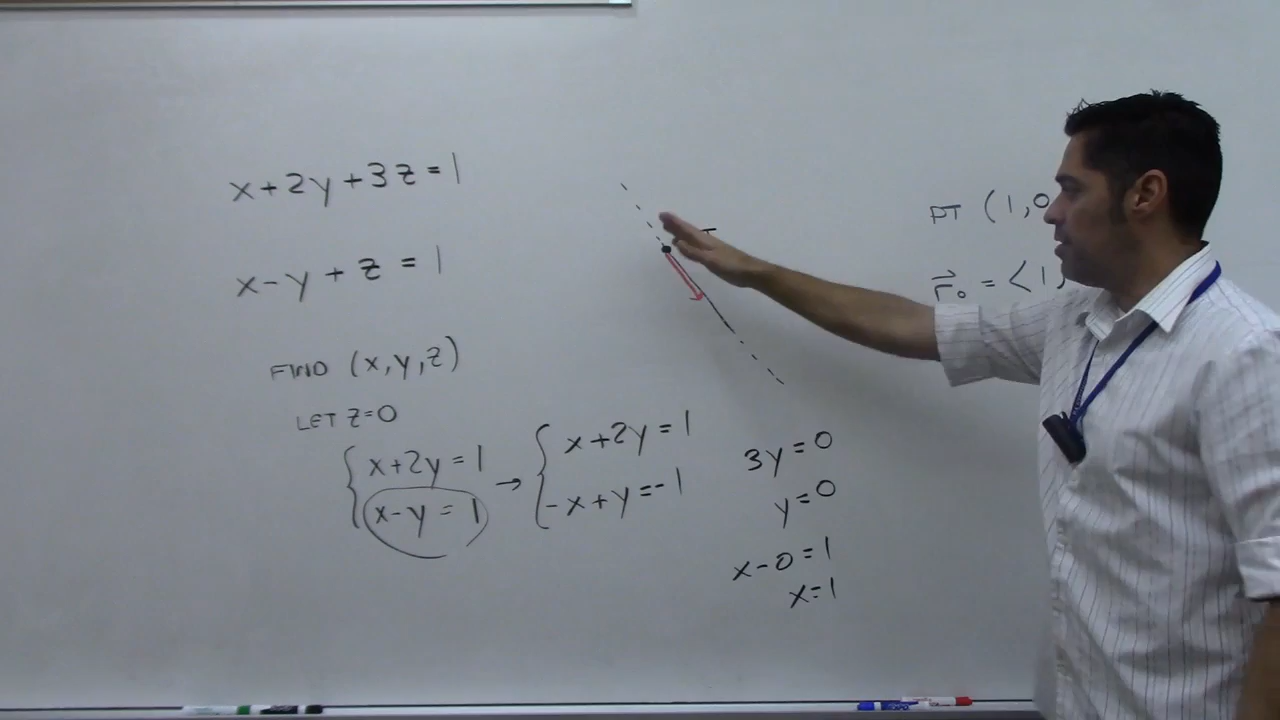 x+2y+3z=1
x-y+z=1
FIND (x,y,z)
LET z=0
x+2y=1
x-y=1
→
x+2y=1
-x+y=-1
3y=0
y=0
x-0=1
x=1
PT (1,0
r⃗₀ = <1,